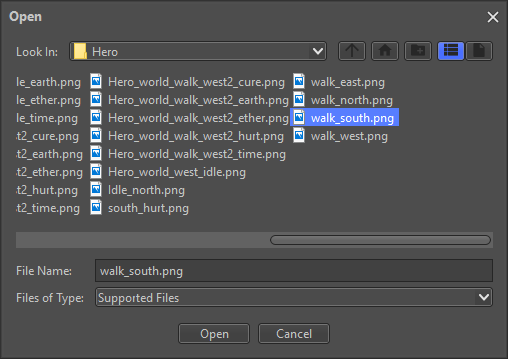 Open
Look In: Hero
le_earth.png Hero_world_walk_west2_cure.png walk_east.png
le_ether.png Hero_world_walk_west2_earth.png walk_north.png
le_time.png Hero_world_walk_west2_ether.png walk_south.png
t2_cure.png Hero_world_walk_west2_hurt.png walk_west.png
t2_earth.png Hero_world_walk_west2_time.png
t2_ether.png Hero_world_west_idle.png
t2_hurt.png Idle_north.png
t2_time.png south_hurt.png
File Name: walk_south.png
Files of Type: Supported Files
Open Cancel